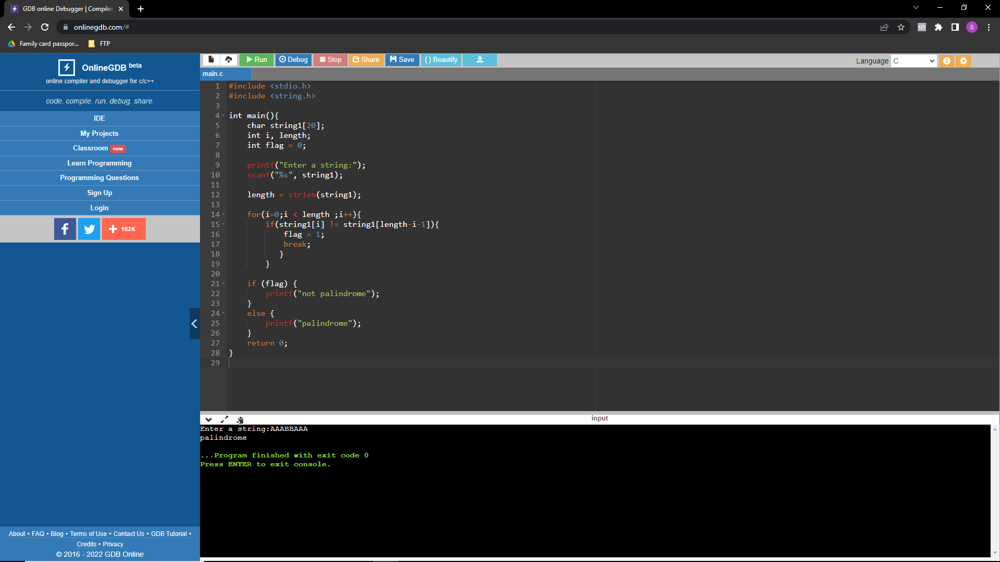 GDB online Debugger | Compiler
onlinegdb.com/#
S
Family card passpor...
FTP
OnlineGDB beta
online compiler and debugger for c/c++
code. compile. run. debug. share.
IDE
My Projects
Classroom new
Learn Programming
Programming Questions
Sign Up
Login
162K
About • FAQ • Blog • Terms of Use • Contact Us • GDB Tutorial •
Credits • Privacy
© 2016 - 2022 GDB Online
Run Debug Stop Share Save { } Beautify
Language C
main.c
1 #include <stdio.h>
2 #include <string.h>
3
4 int main(){
5 char string1[20];
6 int i, length;
7 int flag = 0;
8
9 printf("Enter a string:");
10 scanf("%s", string1);
11
12 length = strlen(string1);
13
14 for(i=0;i < length ;i++){
15 if(string1[i] != string1[length-i-1]){
16 flag = 1;
17 break;
18 }
19 }
20
21 if (flag) {
22 printf("not palindrome");
23 }
24 else {
25 printf("palindrome");
26 }
27 return 0;
28 }
29
input
Enter a string:AAABBAAA
palindrome
...Program finished with exit code 0
Press ENTER to exit console.